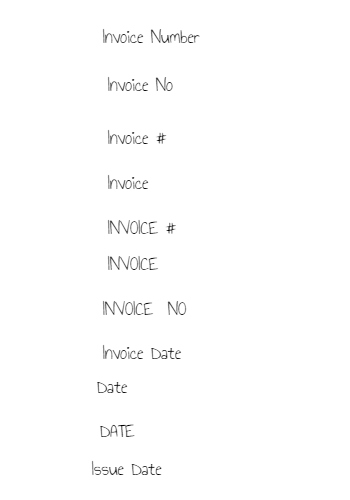 Invoice Number
Invoice No
Invoice #
Invoice
INVOICE #
INVOICE
INVOICE NO
Invoice Date
Date
DATE
Issue Date